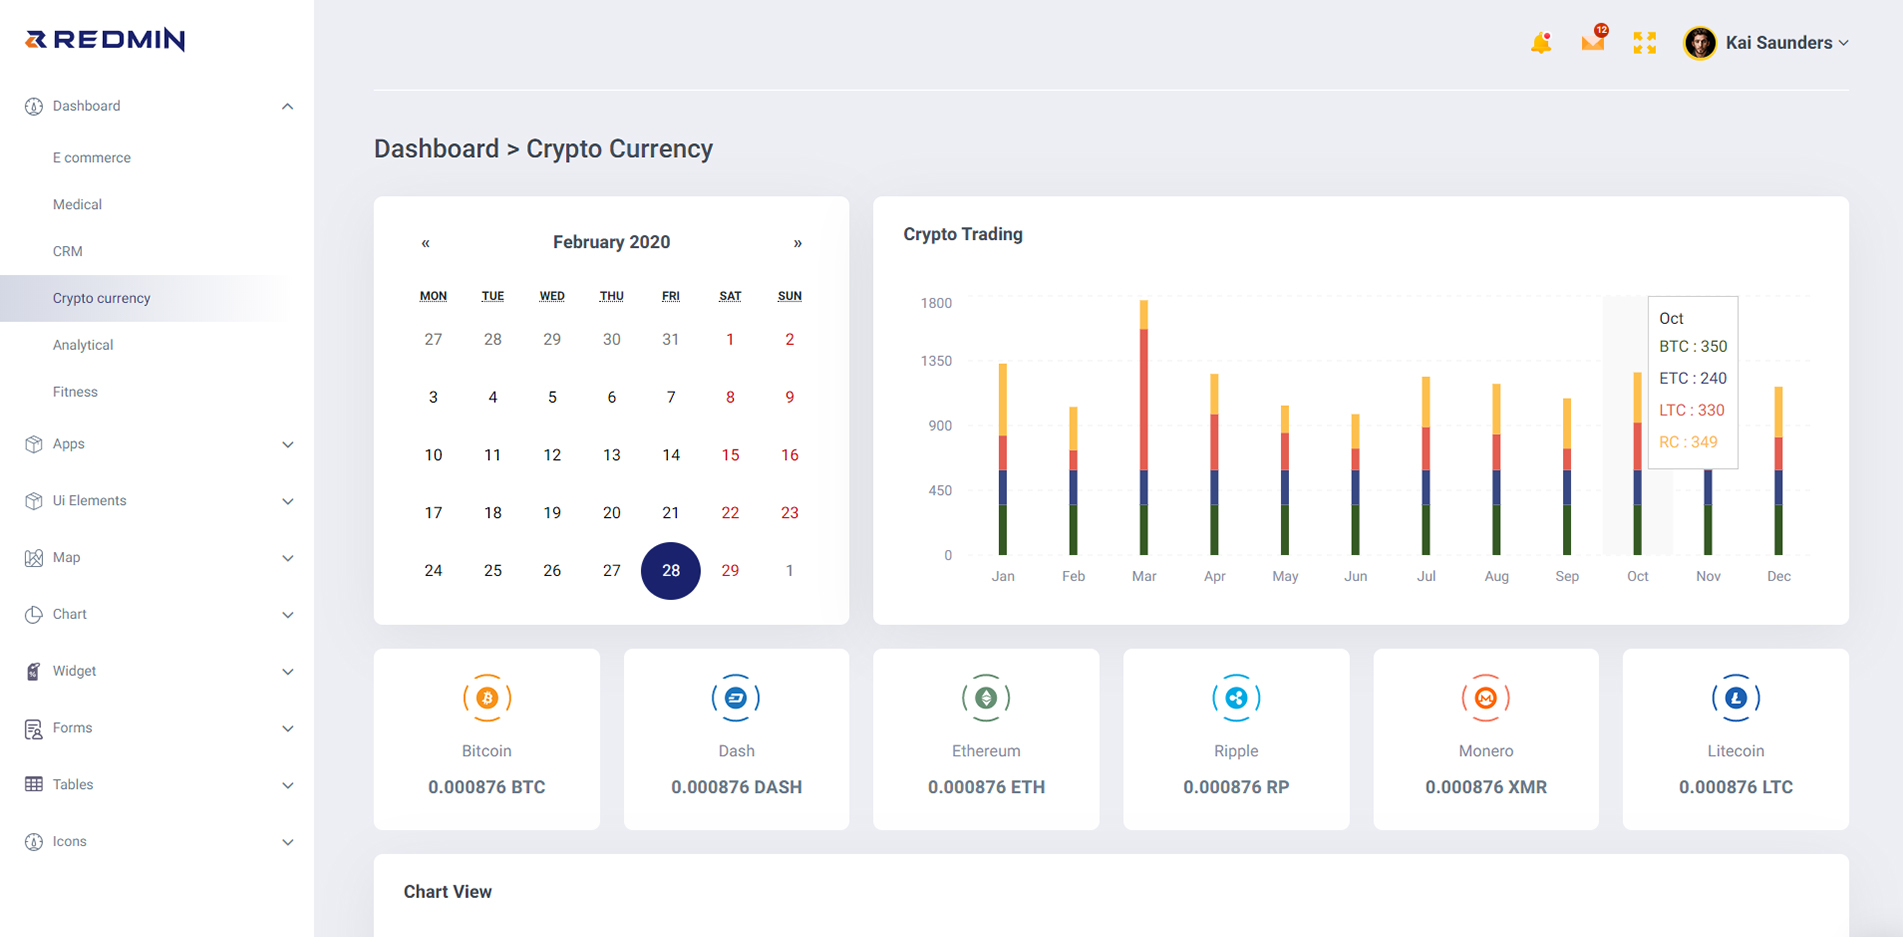 REDMIN
12
Kai Saunders
Dashboard
E commerce
Medical
CRM
Crypto currency
Analytical
Fitness
Apps
Ui Elements
Map
Chart
Widget
Forms
Tables
Icons
Dashboard > Crypto Currency
« February 2020 »
MON TUE WED THU FRI SAT SUN
27 28 29 30 31 1 2
3 4 5 6 7 8 9
10 11 12 13 14 15 16
17 18 19 20 21 22 23
24 25 26 27 28 29 1
Crypto Trading
1800
1350
900
450
0
Jan Feb Mar Apr May Jun Jul Aug Sep Oct Nov Dec
Oct
BTC : 350
ETC : 240
LTC : 330
RC : 349
Bitcoin
0.000876 BTC
Dash
0.000876 DASH
Ethereum
0.000876 ETH
Ripple
0.000876 RP
Monero
0.000876 XMR
Litecoin
0.000876 LTC
Chart View